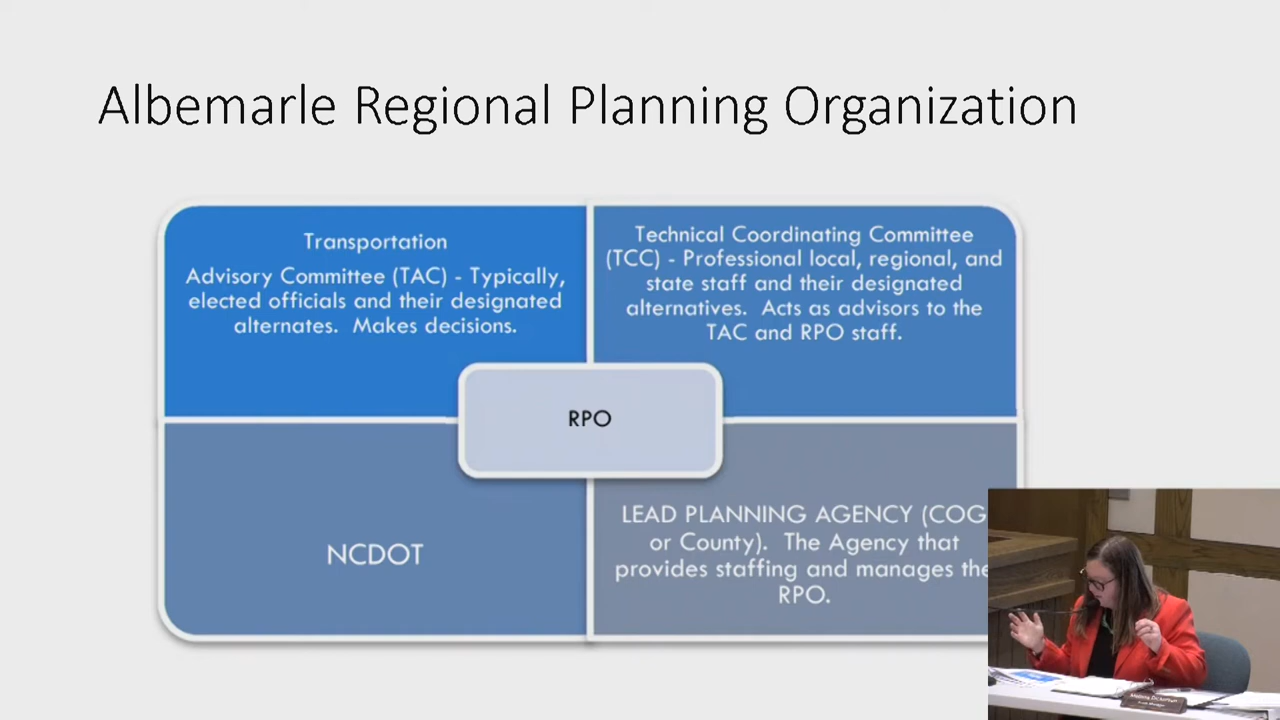 Albemarle Regional Planning Organization
Transportation
Advisory Committee (TAC) - Typically,
elected officials and their designated
alternates. Makes decisions.
Technical Coordinating Committee
(TCC) - Professional local, regional, and
state staff and their designated
alternatives. Acts as advisors to the
TAC and RPO staff.
RPO
NCDOT
LEAD PLANNING AGENCY (COG
or County). The Agency that
provides staffing and manages the
RPO.